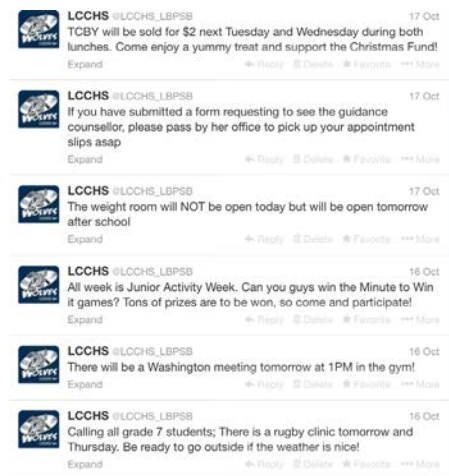 LCCHS @LCCHS_LBPSB 17 Oct
TCBY will be sold for $2 next Tuesday and Wednesday during both
lunches. Come enjoy a yummy treat and support the Christmas Fund!
Expand Reply Delete Favorite More
LCCHS @LCCHS_LBPSB 17 Oct
If you have submitted a form requesting to see the guidance
counsellor, please pass by her office to pick up your appointment
slips asap
Expand Reply Delete Favorite More
LCCHS @LCCHS_LBPSB 17 Oct
The weight room will NOT be open today but will be open tomorrow
after school
Expand Reply Delete Favorite More
LCCHS @LCCHS_LBPSB 16 Oct
All week is Junior Activity Week. Can you guys win the Minute to Win
it games? Tons of prizes are to be won, so come and participate!
Expand Reply Delete Favorite More
LCCHS @LCCHS_LBPSB 16 Oct
There will be a Washington meeting tomorrow at 1PM in the gym!
Expand Reply Delete Favorite More
LCCHS @LCCHS_LBPSB 16 Oct
Calling all grade 7 students; There is a rugby clinic tomorrow and
Thursday. Be ready to go outside if the weather is nice!
Expand Reply Delete Favorite More